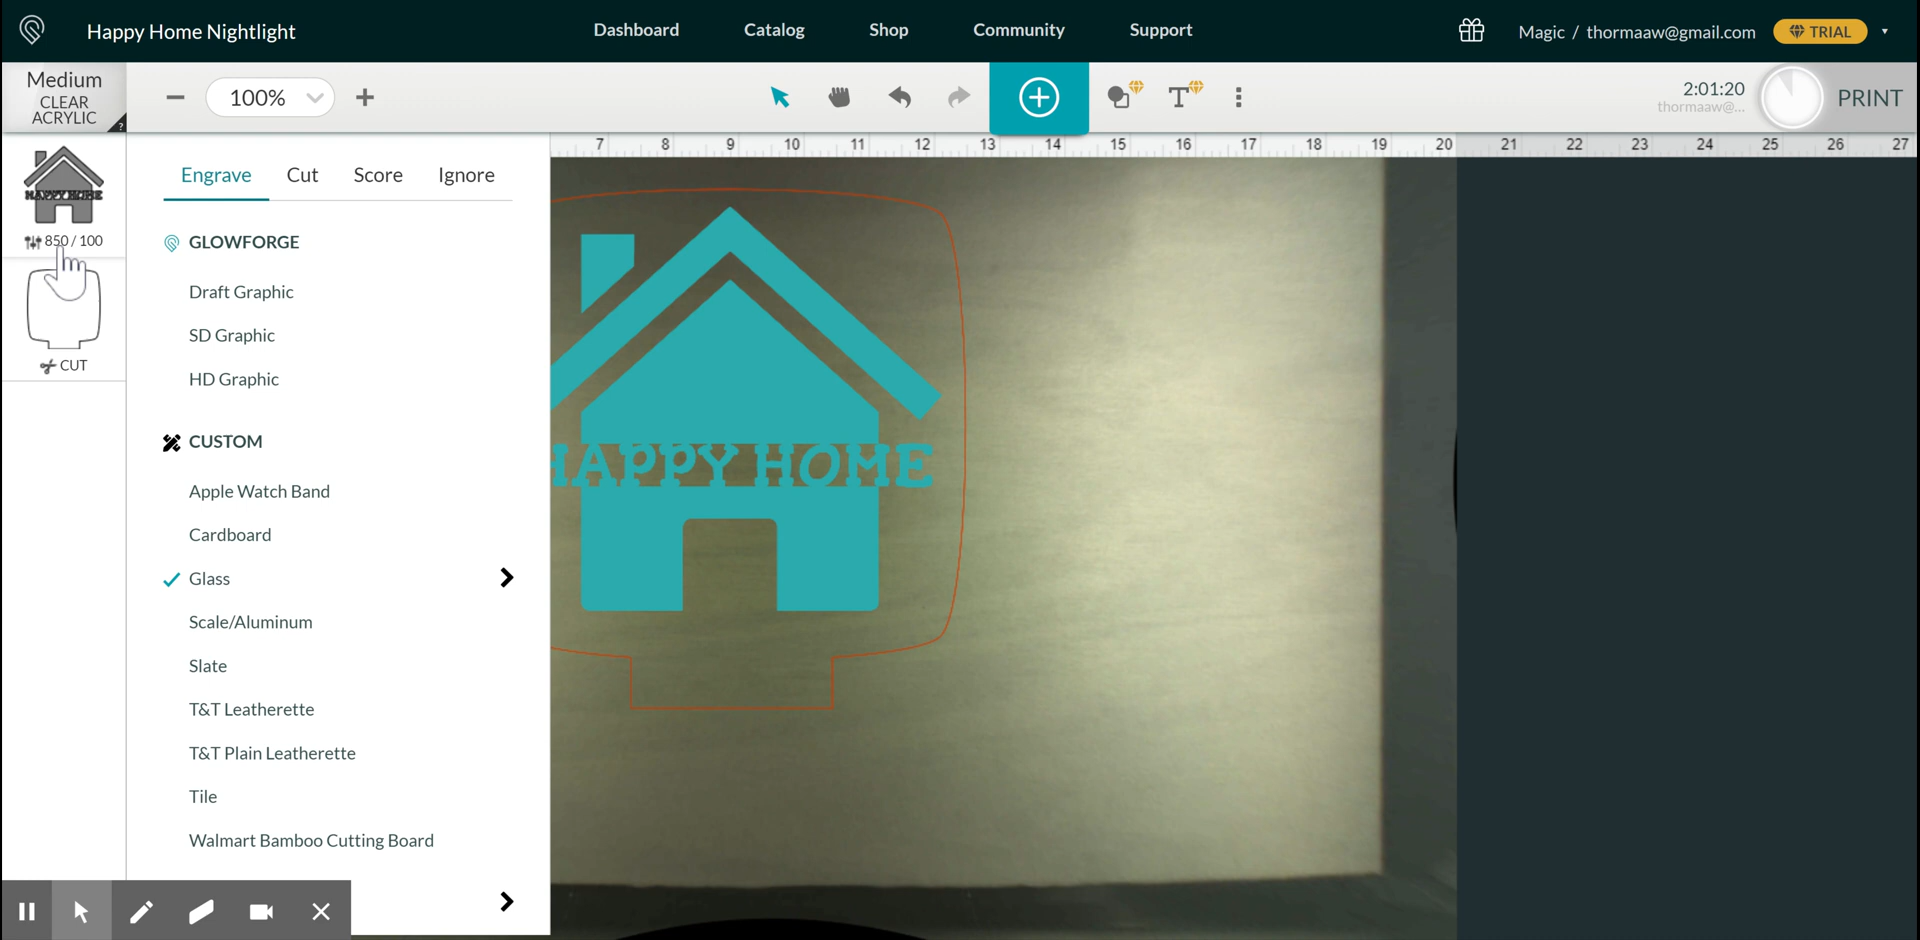 Happy Home Nightlight
Dashboard
Catalog
Shop
Community
Support
Magic / thormaaw@gmail.com
TRIAL
Medium
CLEAR
ACRYLIC
?
100%
T
2:01:20
thormaaw@...
PRINT
7 8 9 10 11 12 13 14 15 16 17 18 19 20 21 22 23 24 25 26 27
HAPPY HOME
850 / 100
CUT
Engrave
Cut
Score
Ignore
GLOWFORGE
Draft Graphic
SD Graphic
HD Graphic
CUSTOM
Apple Watch Band
Cardboard
Glass
Scale/Aluminum
Slate
T&T Leatherette
T&T Plain Leatherette
Tile
Walmart Bamboo Cutting Board
HAPPY HOME